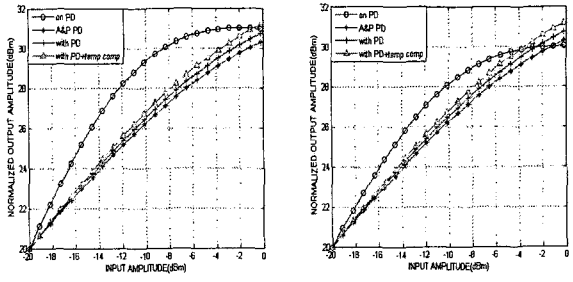 NORMALIZED OUTPUT AMPLITUDE(dBm)
32
30
28
26
24
22
20
an PD
A&P PD
with PD
with PD+temp comp
-20 -18 -16 -14 -12 -10 -8 -6 -4 -2 0
INPUT AMPLITUDE(dBm)
NORMALIZED OUTPUT AMPLITUDE(dBm)
32
30
28
26
24
22
20
an PD
A&P PD
with PD
with PD+temp comp
-20 -18 -16 -14 -12 -10 -8 -6 -4 -2 0
INPUT AMPLITUDE(dBm)